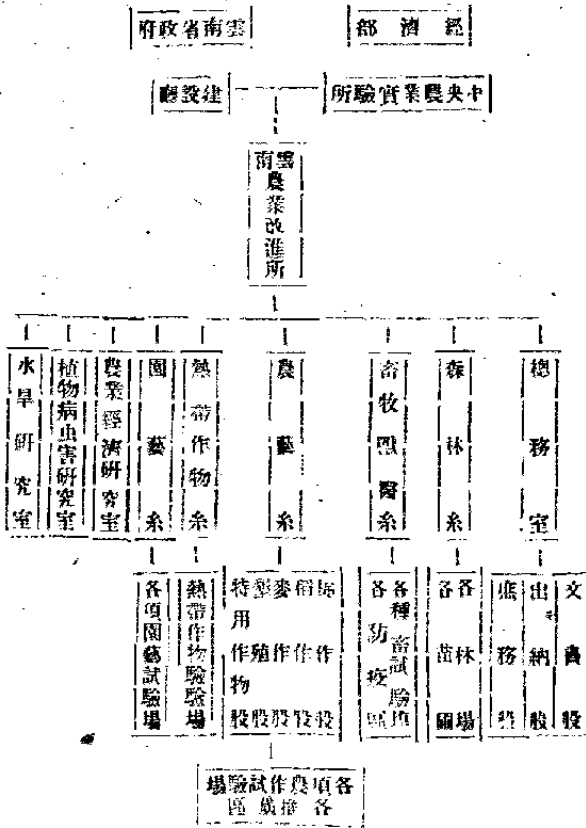 經濟部
雲南省政府
中央農業實驗所
建設廳
雲南農業改進所
總務室
森林系
畜牧獸醫系
農藝系
熱帶作物系
園藝系
農業經濟研究室
植物病虫害研究室
水旱研究室
文書股
出納股
庶務股
各林場
各苗圃
各種畜試驗場
各防疫區
作股
稻作股
麥作股
墾殖股
特用作物股
熱帶作物驗驗場
各項園藝試驗場
各項農作試驗場
各推廣區